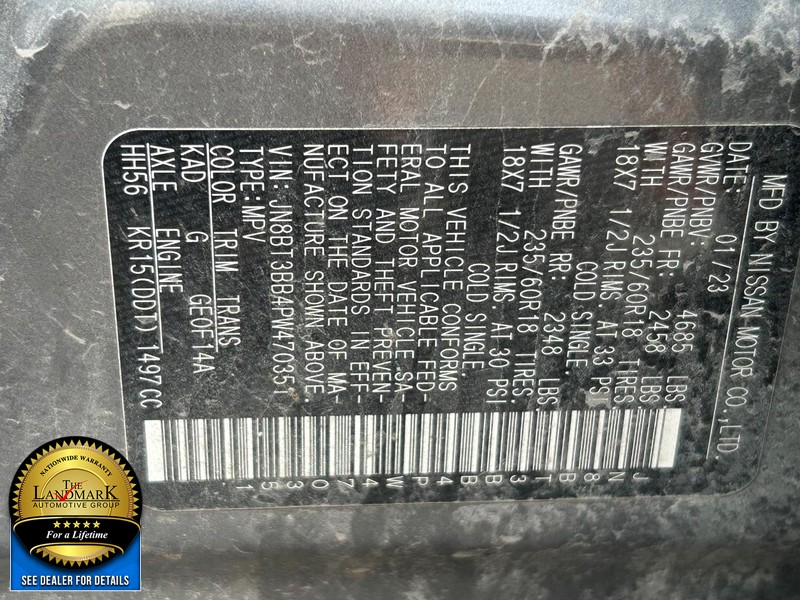 MFD BY NISSAN MOTOR CO.,LTD.
DATE: 01/23
GVWR/PNBV: 4685 LBS
GAWR/PNBE FR: 2458 LBS
WITH 235/60R18 TIRES.
18X7 1/2J RIMS. AT 33 PSI
COLD SINGLE.
GAWR/PNBE RR: 2348 LBS
WITH 235/60R18 TIRES.
18X7 1/2J RIMS. AT 30 PSI
COLD SINGLE.
THIS VEHICLE CONFORMS
TO ALL APPLICABLE FED-
ERAL MOTOR VEHICLE SA-
FETY AND THEFT PREVEN-
TION STANDARDS IN EFF-
ECT ON THE DATE OF MA-
NUFACTURE SHOWN ABOVE.
VIN: JN8BT3BB4PW470351
TYPE: MPV
COLOR TRIM TRANS
KAD G GE0F14A
AXLE ENGINE
HH56 KR15(DDT) 1497CC
JN8BT3BB4PW470351
NATIONWIDE WARRANTY
THE
LANDMARK
AUTOMOTIVE GROUP
For a Lifetime
SEE DEALER FOR DETAILS